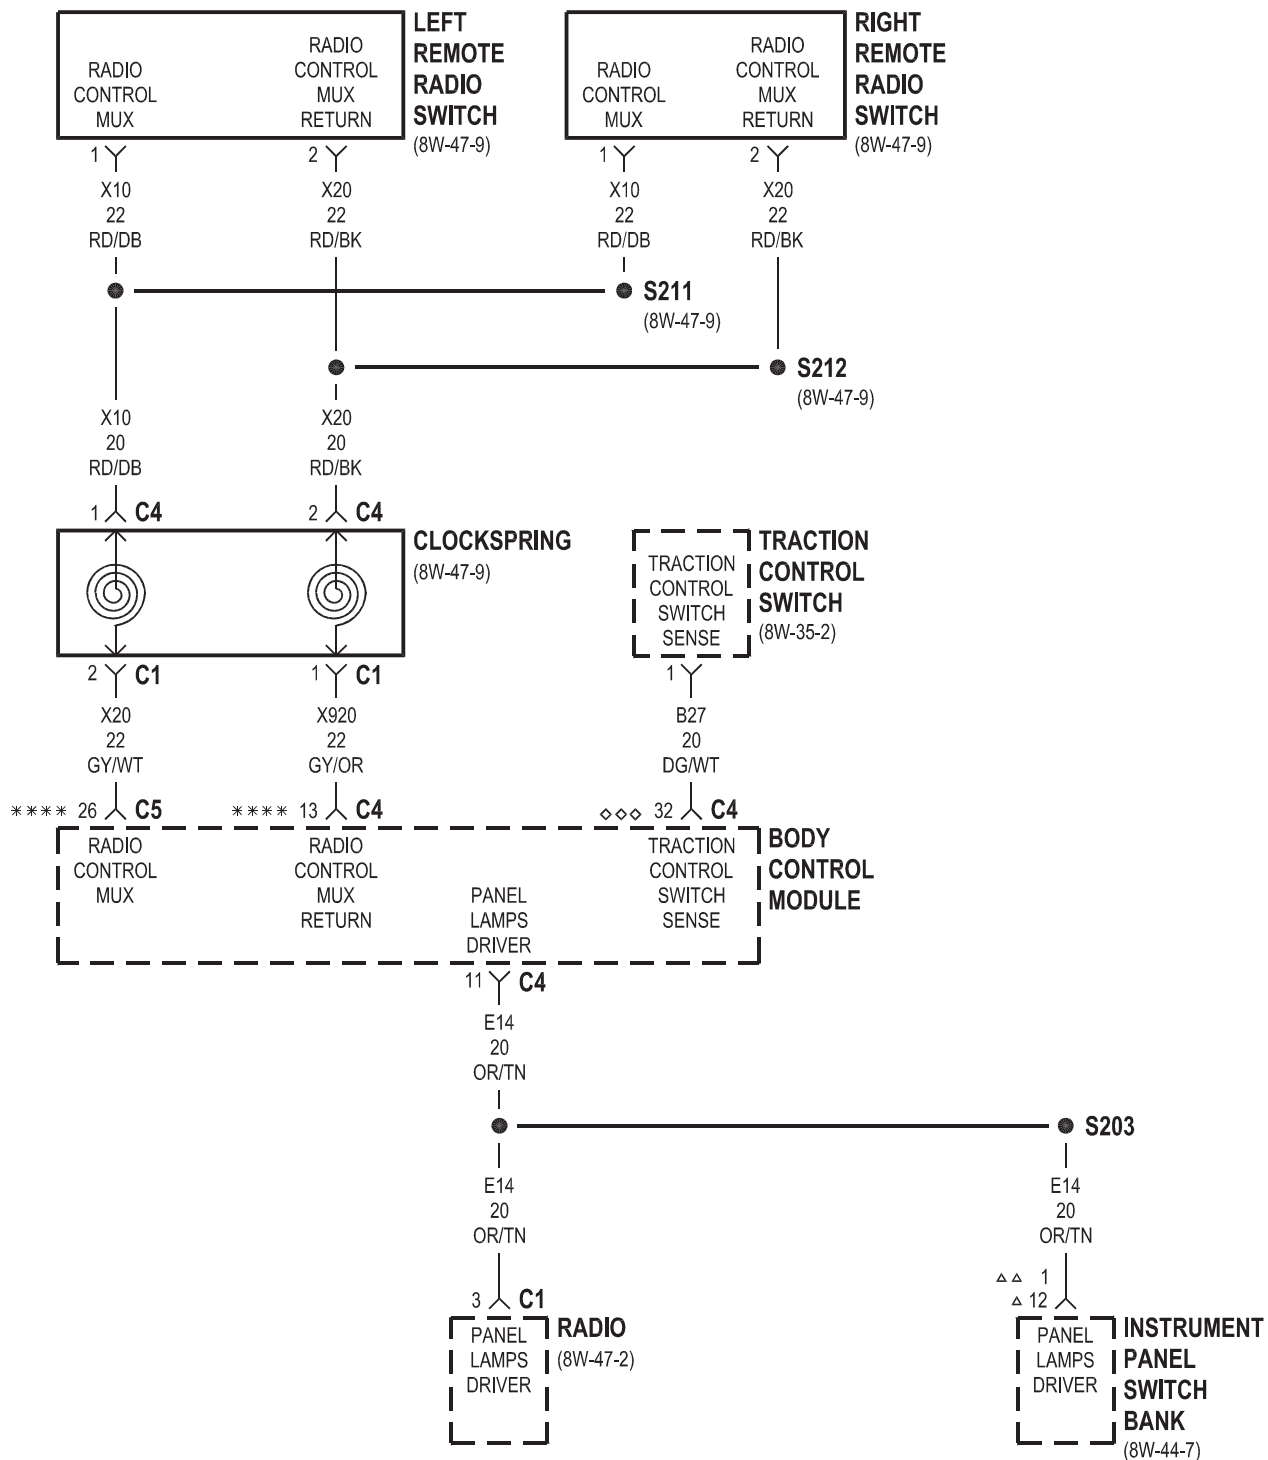 RADIO
CONTROL
MUX
RADIO
CONTROL
MUX
RETURN
LEFT
REMOTE
RADIO
SWITCH
(8W-47-9)
RADIO
CONTROL
MUX
RADIO
CONTROL
MUX
RETURN
RIGHT
REMOTE
RADIO
SWITCH
(8W-47-9)
1
X10
22
RD/DB
2
X20
22
RD/BK
1
X10
22
RD/DB
2
X20
22
RD/BK
S211
(8W-47-9)
S212
(8W-47-9)
X10
20
RD/DB
1 C4
X20
20
RD/BK
2 C4
CLOCKSPRING
(8W-47-9)
TRACTION
CONTROL
SWITCH
SENSE
TRACTION
CONTROL
SWITCH
(8W-35-2)
2 C1
X20
22
GY/WT
**** 26 C5
1 C1
X920
22
GY/OR
**** 13 C4
1
B27
20
DG/WT
◇◇◇ 32 C4
RADIO
CONTROL
MUX
RADIO
CONTROL
MUX
RETURN
PANEL
LAMPS
DRIVER
TRACTION
CONTROL
SWITCH
SENSE
BODY
CONTROL
MODULE
11 C4
E14
20
OR/TN
S203
E14
20
OR/TN
3 C1
E14
20
OR/TN
△△ 1
△ 12
PANEL
LAMPS
DRIVER
RADIO
(8W-47-2)
PANEL
LAMPS
DRIVER
INSTRUMENT
PANEL
SWITCH
BANK
(8W-44-7)